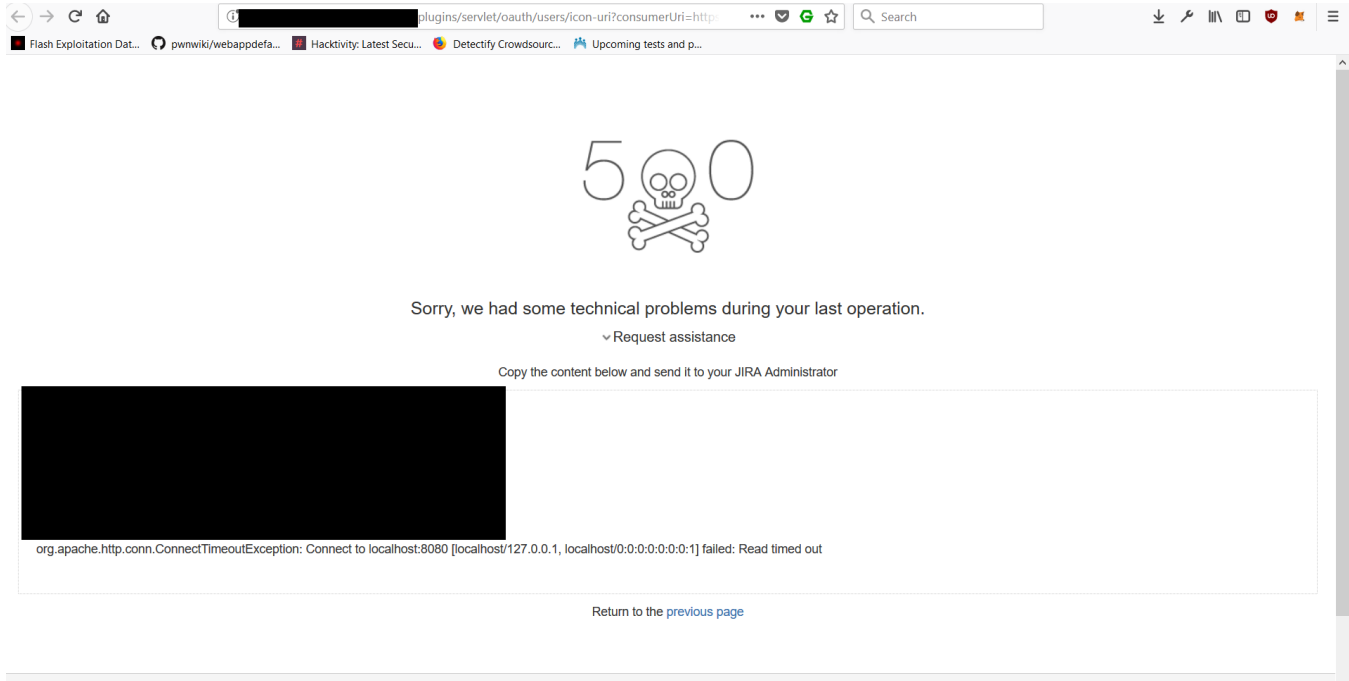 plugins/servlet/oauth/users/icon-uri?consumerUri=http:
Search
Flash Exploitation Dat...
pwnwiki/webappdefa...
Hacktivity: Latest Secu...
Detectify Crowdsourc...
Upcoming tests and p...
5 0
Sorry, we had some technical problems during your last operation.
Request assistance
Copy the content below and send it to your JIRA Administrator
org.apache.http.conn.ConnectTimeoutException: Connect to localhost:8080 [localhost/127.0.0.1, localhost/0:0:0:0:0:0:0:1] failed: Read timed out
Return to the previous page